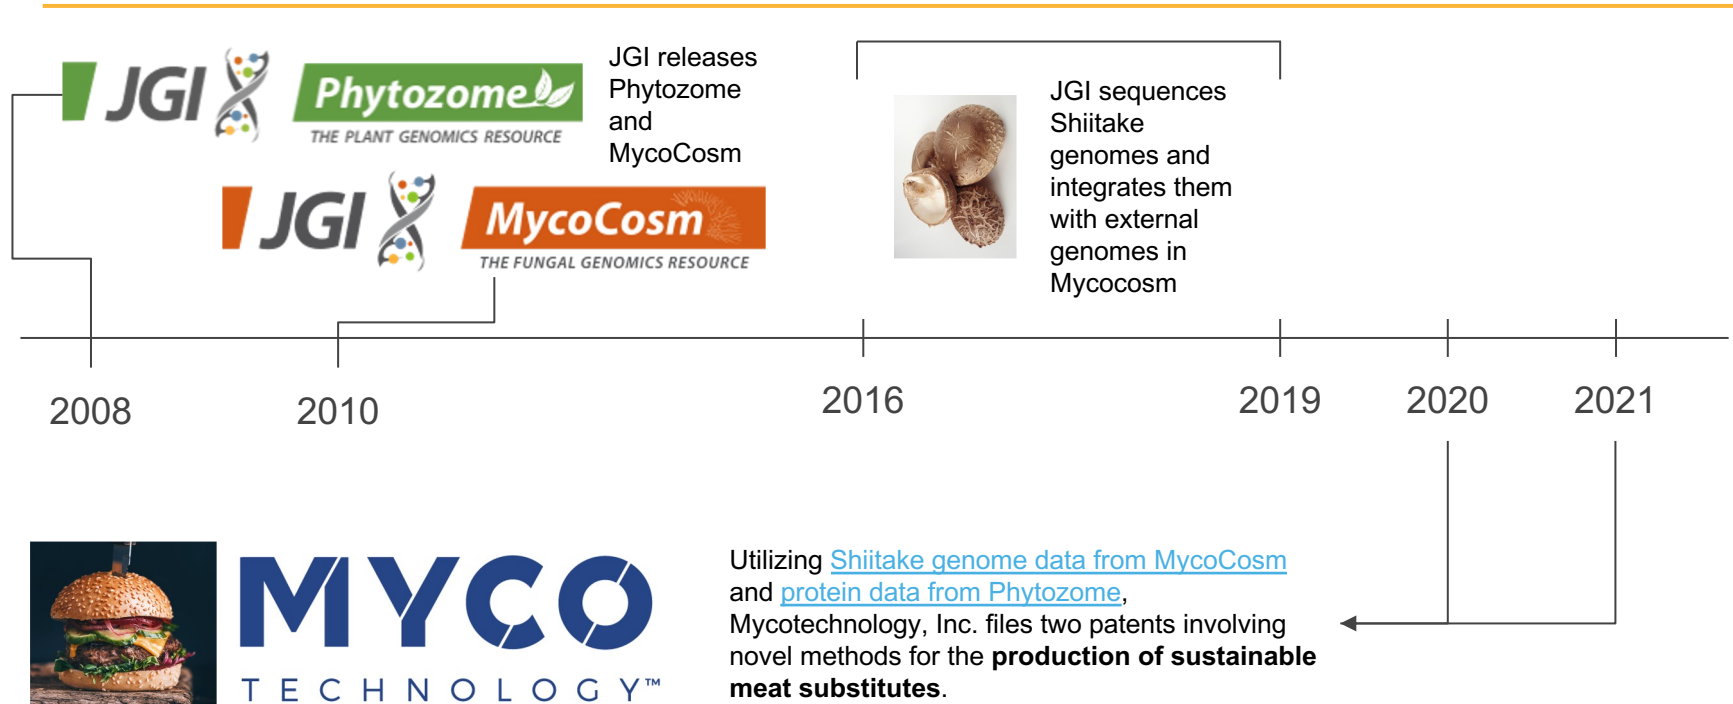 JGI
Phytozome
THE PLANT GENOMICS RESOURCE
JGI releases
Phytozome
and
MycoCosm
JGI
MycoCosm
THE FUNGAL GENOMICS RESOURCE
JGI sequences
Shiitake
genomes and
integrates them
with external
genomes in
Mycocosm
2008
2010
2016
2019
2020
2021
MYCO
TECHNOLOGY™
Utilizing Shiitake genome data from MycoCosm
and protein data from Phytozome,
Mycotechnology, Inc. files two patents involving
novel methods for the production of sustainable
meat substitutes.